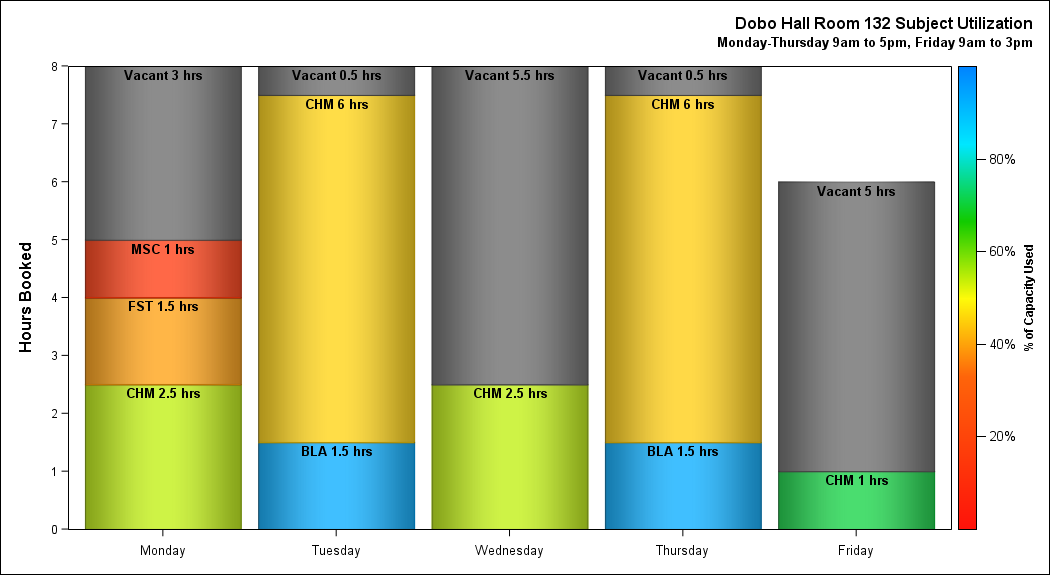 Dobo Hall Room 132 Subject Utilization
Monday-Thursday 9am to 5pm, Friday 9am to 3pm
Hours Booked
8
7
6
5
4
3
2
1
0
Vacant 3 hrs
MSC 1 hrs
FST 1.5 hrs
CHM 2.5 hrs
Vacant 0.5 hrs
CHM 6 hrs
BLA 1.5 hrs
Vacant 5.5 hrs
CHM 2.5 hrs
Vacant 0.5 hrs
CHM 6 hrs
BLA 1.5 hrs
Vacant 5 hrs
CHM 1 hrs
Monday Tuesday Wednesday Thursday Friday
80%
60%
40%
20%
% of Capacity Used